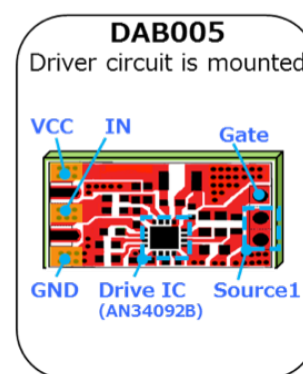 DAB005
Driver circuit is mounted
VCC
IN
Gate
GND
Drive IC
(AN34092B)
Source1